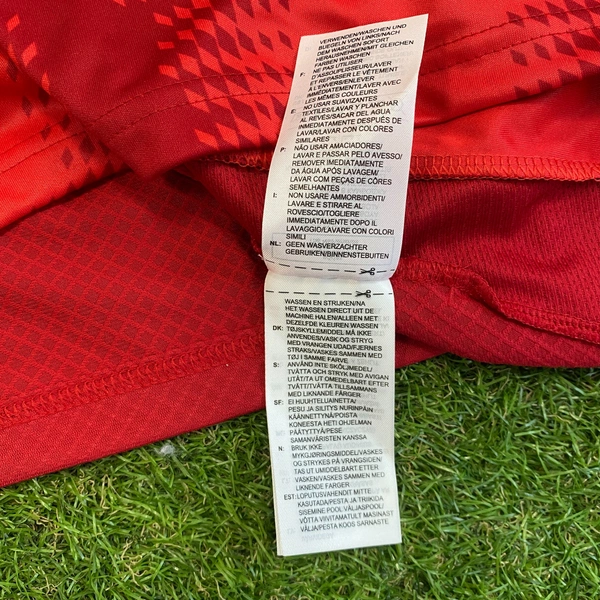 VERWENDEN/WASCHEN UND
BUEGELN VON LINKS/NACH
DEM WASCHEN SOFORT
HERAUSNEHMEN/MIT GLEICHEN
FARBEN WASCHEN
F: NE PAS UTILISER
D'ASSOUPLISSEUR/LAVER
ET REPASSER LE VÊTEMENT
A L'ENVERS/ENLEVER
IMMÉDIATEMENT/LAVER AVEC
LES MÊMES COULEURS
E: NO USAR SUAVIZANTES
TEXTILES/LAVAR Y PLANCHAR
AL REVÉS/SACAR DEL AGUA
INMEDIATAMENTE DESPUÉS DE
LAVAR/LAVAR CON COLORES
SIMILARES
P: NÃO USAR AMACIADORES/
LAVAR E PASSAR PELO AVESSO/
REMOVER IMEDIATAMENTE
DA ÁGUA APÓS LAVAGEM/
LAVAR COM PEÇAS DE CÔRES
SEMELHANTES
I: NON USARE AMMORBIDENTI/
LAVARE E STIRARE AL
ROVESCIO/TOGLIERE
IMMEDIATAMENTE DOPO IL
LAVAGGIO/LAVARE CON COLORI
SIMILI
NL: GEEN WASVERZACHTER
GEBRUIKEN/BINNENSTEBUITEN
WASSEN EN STRIJKEN/NA
HET WASSEN DIRECT UIT DE
MACHINE HALEN/ALLEEN MET
DEZELFDE KLEUREN WASSEN
DK: TØJSKYLLEMIDDEL MÅ IKKE
ANVENDES/VASK OG STRYG
MED VRANGEN UDAD/FJERNES
STRAKS/VASKES SAMMEN MED
TØJ I SAMME FARVE
S: ANVÄND INTE SKÖLJMEDEL/
TVÄTTA OCH STRYK MED AVIGAN
UTÅT/TA UT OMEDELBART EFTER
TVÄTT/TVÄTTA TILLSAMMANS
MED LIKNANDE FÄRGER
SF: EI HUUHTELUAINETTA/
PESU JA SILITYS NURINPÄIN
KÄÄNNETTYNÄ/POISTA
KONEESTA HETI OHJELMAN
PÄÄTYTTYÄ/PESE
SAMANVÄRISTEN KANSSA
N: BRUK IKKE
MYKGJØRINGSMIDDEL/VASKES
OG STRYKES PÅ VRANGSIDEN/
TAS UT UMIDDELBART ETTER
VASKEN/VASKES SAMMEN MED
LIKNENDE FARGER
EST: LOPUTUSVAHENDIT MITTE
KASUTADA/PESTA JA TRIIKIDA
SISEMINE POOL VÄLJASPOOL/
VÕTTA VIIVITAMATULT MASINAST
VÄLJA/PESTA KOOS SARNASTE